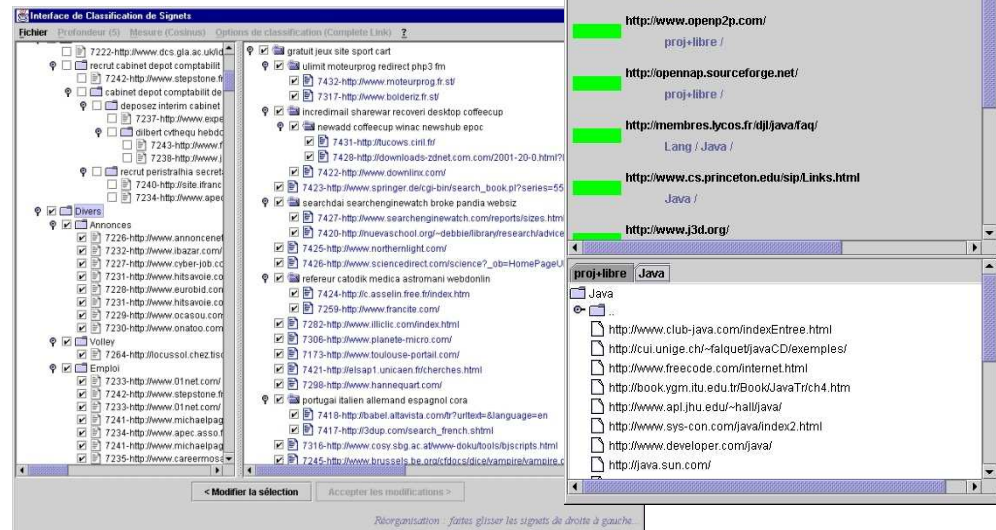 Interface de Classification de Signets
Fichier Profondeur (5) Mesure (Cosinus) Options de classification (Complete Link) ?
7222-http://www.dcs.gla.ac.uk/id
recrut cabinet depot comptabilit
7242-http://www.stepstone.fr
cabinet depot comptabilit de
deposez interim cabinet
7237-http://www.expe
dilbert cvthequ hebdo
7243-http://www.f
7238-http://www.j
recrut peristralhia secreta
7240-http://site.ifranc
7234-http://www.apec
Divers
Annonces
7226-http://www.annoncenet
7232-http://www.ibazar.com/
7227-http://www.cyber-job.co
7231-http://www.hitsavoie.co
7228-http://www.eurobid.con
7231-http://www.hitsavoie.co
7229-http://www.ocasou.com
7230-http://www.onatoo.com
Volley
7264-http://locussol.chez.tisc
Emploi
7233-http://www.01net.com/
7242-http://www.stepstone.fr
7233-http://www.01net.com/
7241-http://www.michaelpag
7234-http://www.apec.asso.f
7241-http://www.michaelpag
7235-http://www.careermosa
gratuit jeux site sport cart
ulimit moteurprog redirect php3 fm
7432-http://www.moteurprog.fr.st/
7317-http://www.bolderiz.fr.st/
incredimail sharewar recoveri desktop coffeecup
newadd coffeecup winac newshub epoc
7431-http://tucows.ciril.fr/
7428-http://downloads-zdnet.com.com/2001-20-0.html?l
7422-http://www.downlinx.com/
7423-http://www.springer.de/cgi-bin/search_book.pl?series=55
searchdai searchenginewatch broke pandia websiz
7427-http://www.searchenginewatch.com/reports/sizes.htm
7420-http://nuevaschool.org/~debbie/library/research/advice
7425-http://www.northernlight.com/
7426-http://www.sciencedirect.com/science?_ob=HomePageU
refereur catodik medica astromani webdonlin
7424-http://c.asselin.free.fr/index.htm
7259-http://www.francite.com/
7282-http://www.illiclic.com/index.html
7306-http://www.planete-micro.com/
7173-http://www.toulouse-portail.com/
7421-http://elsap1.unicaen.fr/cherches.html
7298-http://www.hannequart.com/
portugai italien allemand espagnol cora
7418-http://babel.altavista.com/tr?urltext=&language=en
7417-http://3dup.com/search_french.shtml
7316-http://www.cosy.sbg.ac.at/www-doku/tools/bjscripts.html
7245-http://www.brussels.be.org/cfdocs/dice/vampire/vampire.c
< Modifier la sélection Accepter les modifications >
Réorganisation : faites glisser les signets de droite à gauche...
http://www.openp2p.com/
proj+libre /
http://opennap.sourceforge.net/
proj+libre /
http://membres.lycos.fr/djl/java/faq/
Lang / Java /
http://www.cs.princeton.edu/sip/Links.html
Java /
http://www.j3d.org/
proj+libre Java
Java
..
http://www.club-java.com/indexEntree.html
http://cui.unige.ch/~falquet/javaCD/exemples/
http://www.freecode.com/internet.html
http://book.ygm.itu.edu.tr/Book/JavaTr/ch4.htm
http://www.apl.jhu.edu/~hall/java/
http://www.sys-con.com/java/index2.html
http://www.developer.com/java/
http://java.sun.com/